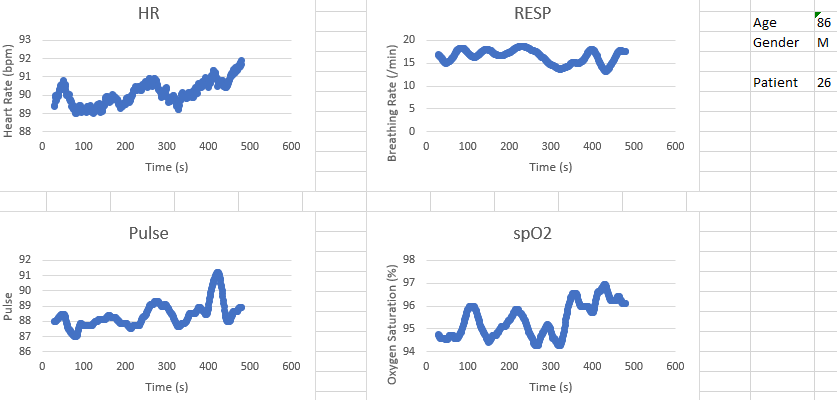 HR
Heart Rate (bpm)
93
92
91
90
89
88
0 100 200 300 400 500 600
Time (s)
RESP
Breathing Rate (/min)
20
15
10
5
0
0 100 200 300 400 500 600
Time (s)
Age 86
Gender M
Patient 26
Pulse
Pulse
92
91
90
89
88
87
86
0 100 200 300 400 500 600
Time (s)
spO2
Oxygen Saturation (%)
98
97
96
95
94
0 100 200 300 400 500 600
Time (s)